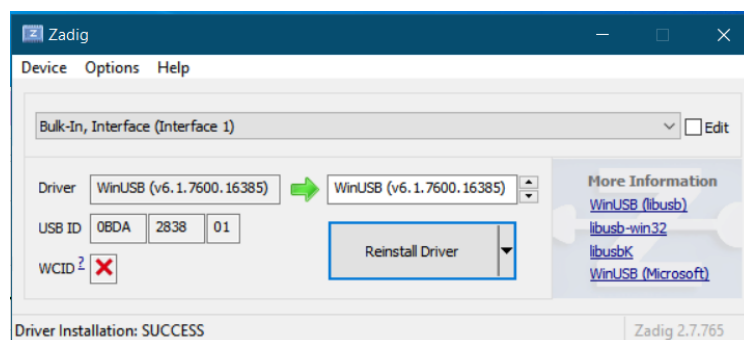 Zadig
Device Options Help
Bulk-In, Interface (Interface 1)
Edit
Driver WinUSB (v6.1.7600.16385) WinUSB (v6.1.7600.16385)
USB ID 0BDA 2838 01
WCID ?
Reinstall Driver
More Information
WinUSB (libusb)
libusb-win32
libusbK
WinUSB (Microsoft)
Driver Installation: SUCCESS
Zadig 2.7.765